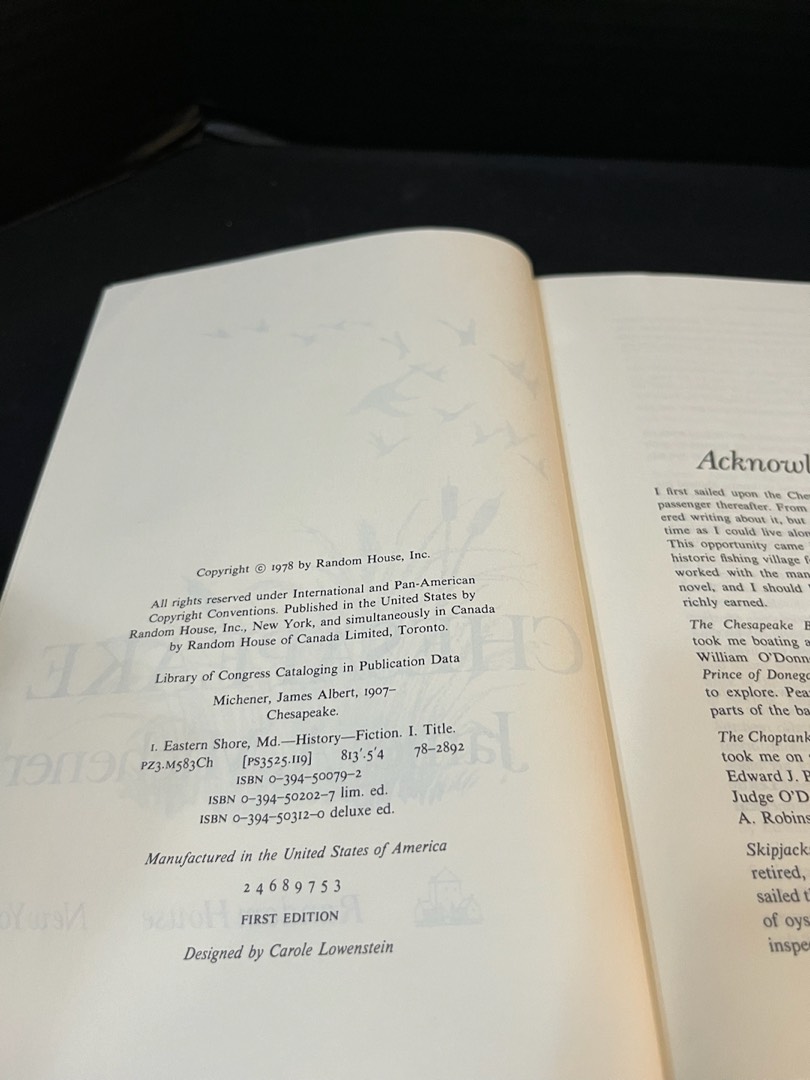 Copyright © 1978 by Random House, Inc.
All rights reserved under International and Pan-American
Copyright Conventions. Published in the United States by
Random House, Inc., New York, and simultaneously in Canada
by Random House of Canada Limited, Toronto.
Library of Congress Cataloging in Publication Data
Michener, James Albert, 1907–
Chesapeake.
1. Eastern Shore, Md.—History—Fiction. I. Title.
PZ3.M583Ch [PS3525.I19] 813'.5'4 78–2892
ISBN 0–394–50079–2
ISBN 0–394–50202–7 lim. ed.
ISBN 0–394–50312–0 deluxe ed.
Manufactured in the United States of America
2 4 6 8 9 7 5 3
FIRST EDITION
Designed by Carole Lowenstein
Acknowl
I first sailed upon the Che
passenger thereafter. From
ered writing about it, but
time as I could live alon
This opportunity came
historic fishing village f
worked with the man
novel, and I should
richly earned.
The Chesapeake B
took me boating a
William O'Donn
Prince of Donega
to explore. Pea
parts of the ba
The Choptank
took me on
Edward J. P
Judge O'D
A. Robins
Skipjack
retired,
sailed t
of oys
inspe